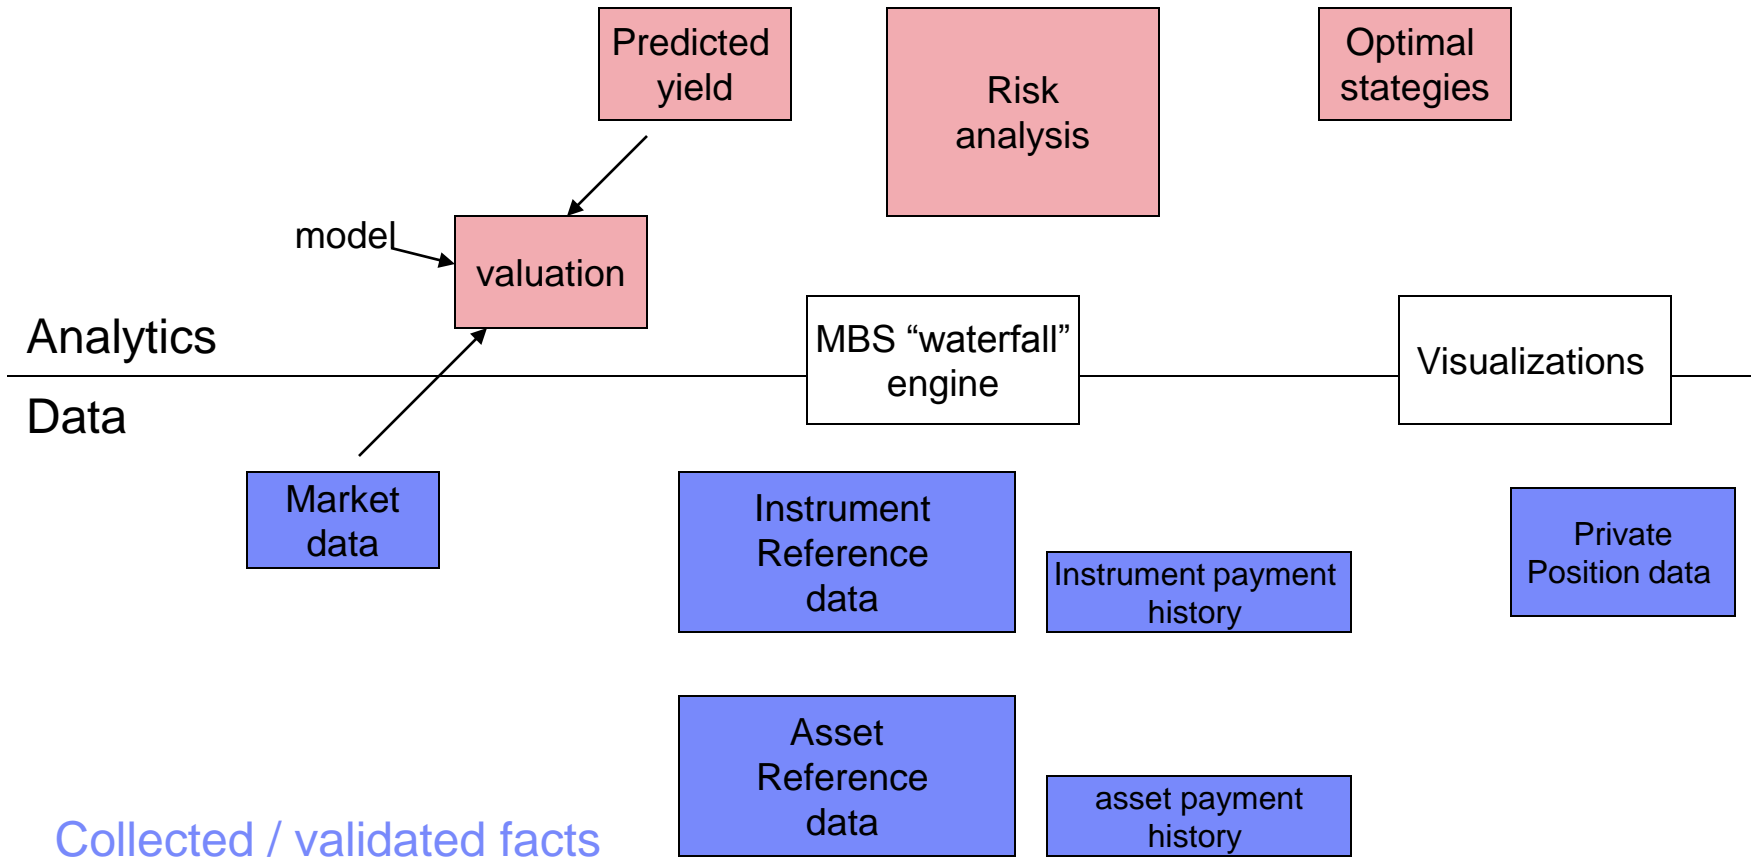 Predicted
yield
Risk
analysis
Optimal
stategies
model
valuation
Analytics
MBS “waterfall”
engine
Visualizations
Data
Market
data
Instrument
Reference
data
Instrument payment
history
Private
Position data
Asset
Reference
data
asset payment
history
Collected / validated facts